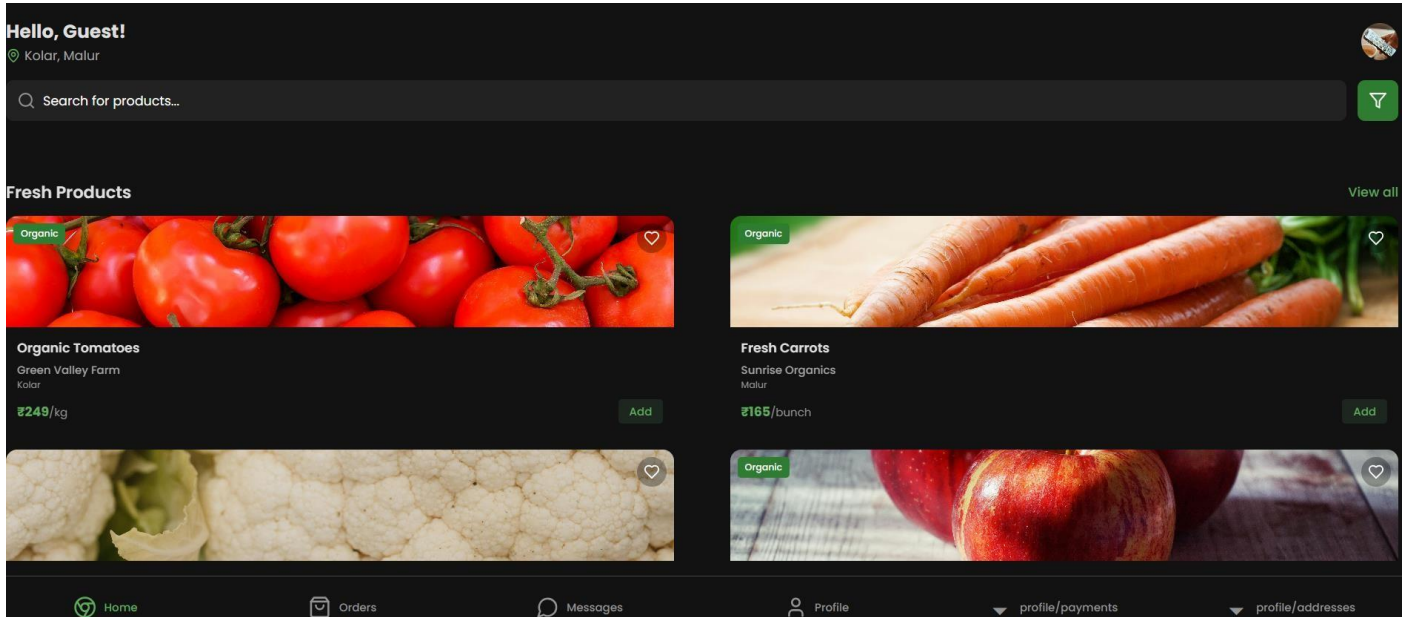 Hello, Guest!
Kolar, Malur
Search for products...
Fresh Products
View all
Organic
Organic
Organic Tomatoes
Green Valley Farm
Kolar
₹249/kg
Add
Fresh Carrots
Sunrise Organics
Malur
₹165/bunch
Add
Organic
Home
Orders
Messages
Profile
profile/payments
profile/addresses